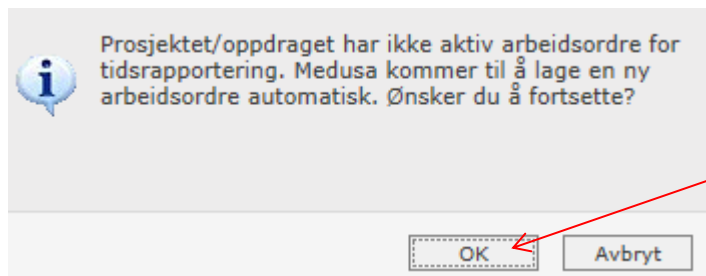 Prosjektet/oppdraget har ikke aktiv arbeidsordre for
tidsrapportering. Medusa kommer til å lage en ny
arbeidsordre automatisk. Ønsker du å fortsette?
OK
Avbryt